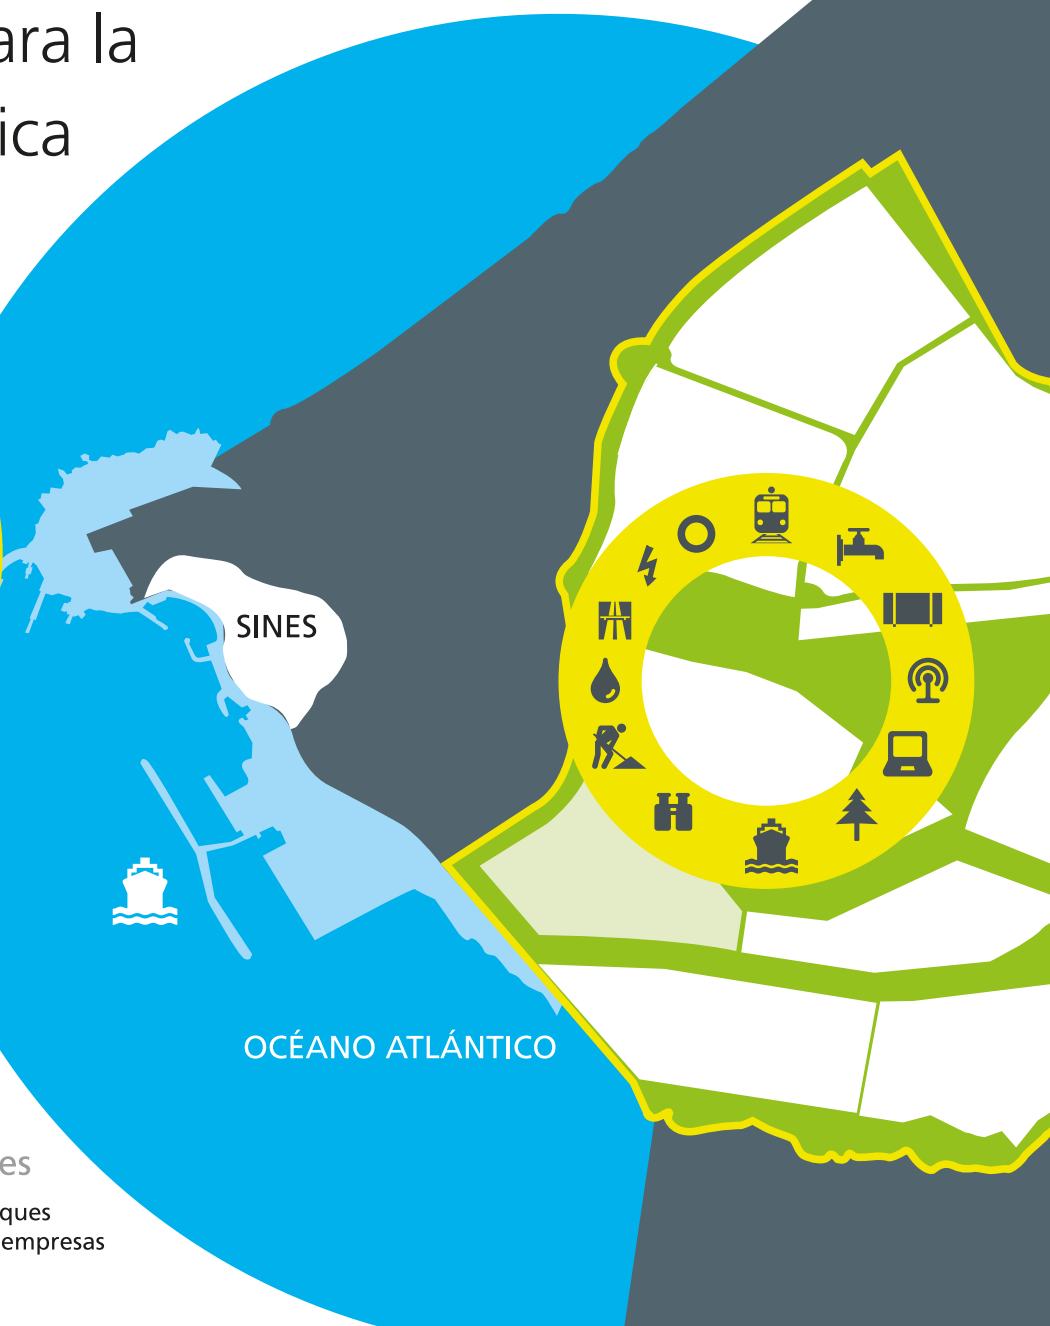 ara la
ica
SINES
OCÉANO ATLÁNTICO
es
ques
empresas